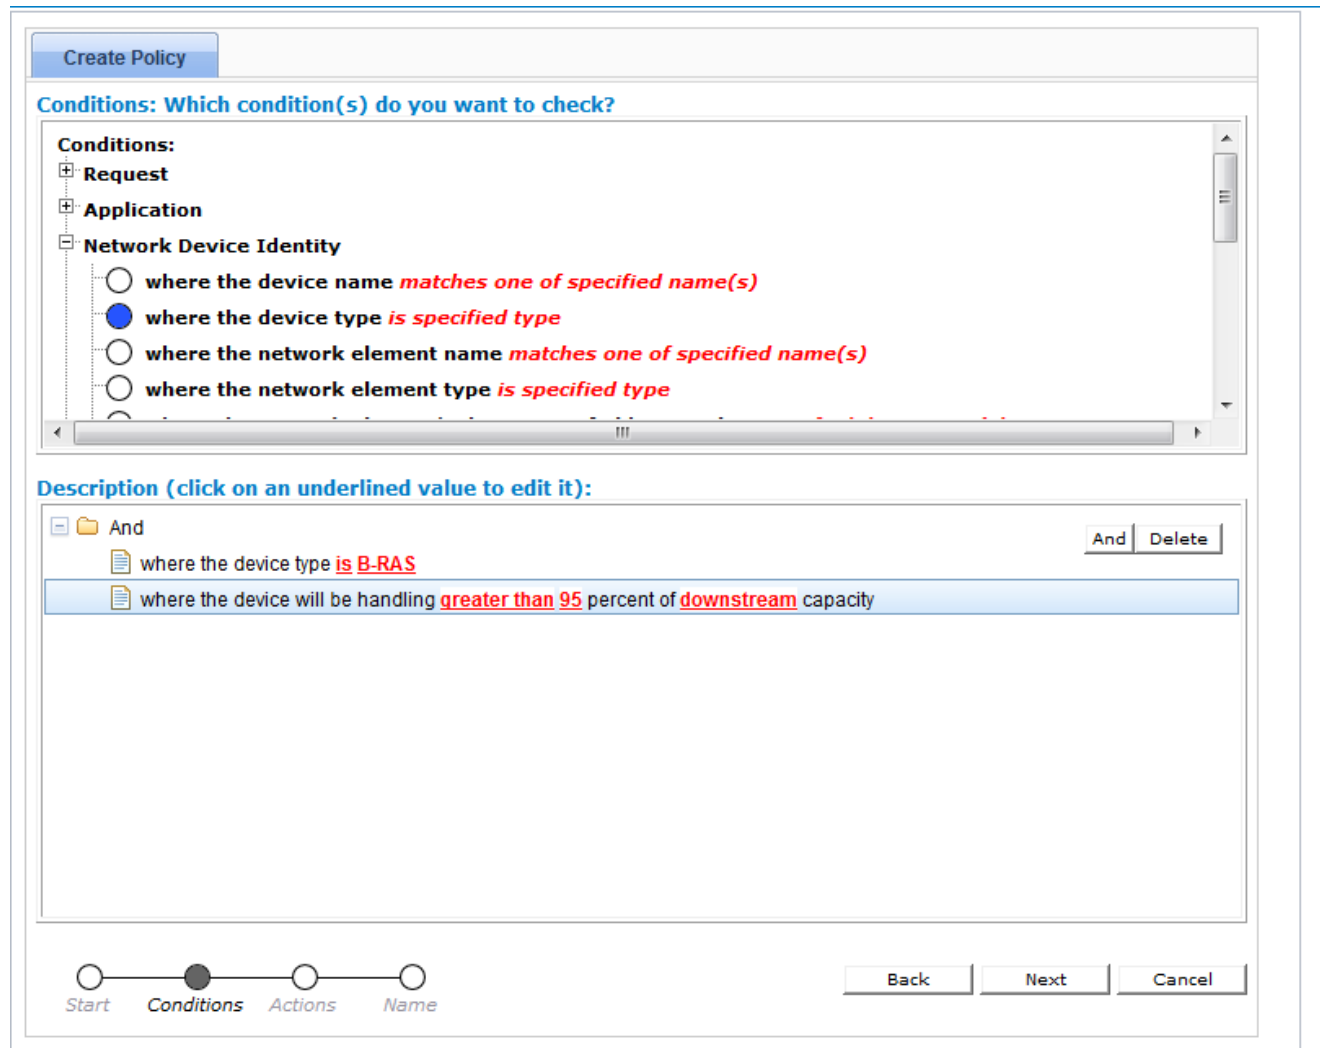 Create Policy
Conditions: Which condition(s) do you want to check?
Conditions:
Request
Application
Network Device Identity
where the device name matches one of specified name(s)
where the device type is specified type
where the network element name matches one of specified name(s)
where the network element type is specified type
Description (click on an underlined value to edit it):
And
And Delete
where the device type is B-RAS
where the device will be handling greater than 95 percent of downstream capacity
Start Conditions Actions Name
Back Next Cancel